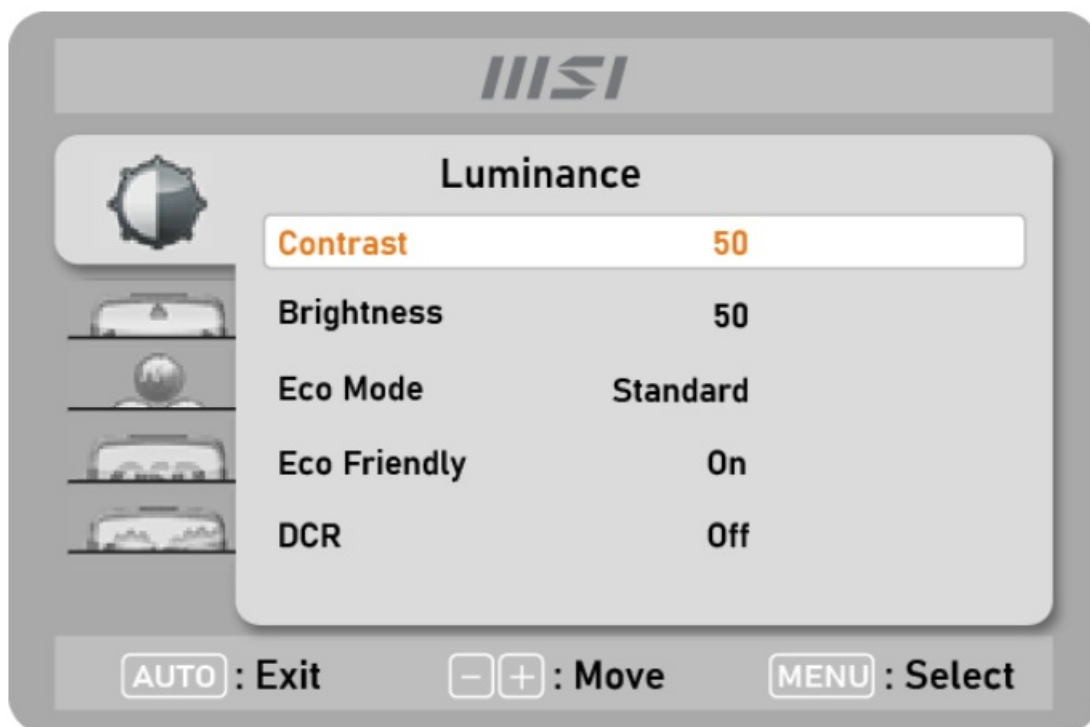 msi
Luminance
Contrast 50
Brightness 50
Eco Mode Standard
Eco Friendly On
DCR Off
AUTO : Exit - + : Move MENU : Select